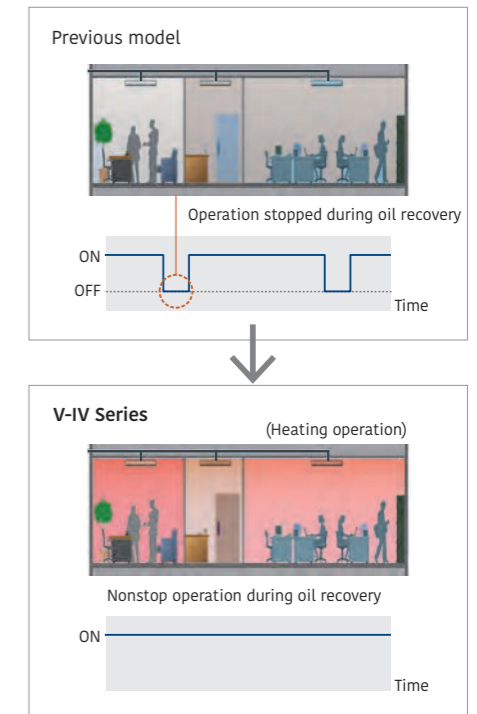 Previous model
Operation stopped during oil recovery
ON
OFF
Time
V-IV Series
(Heating operation)
Nonstop operation during oil recovery
ON
Time